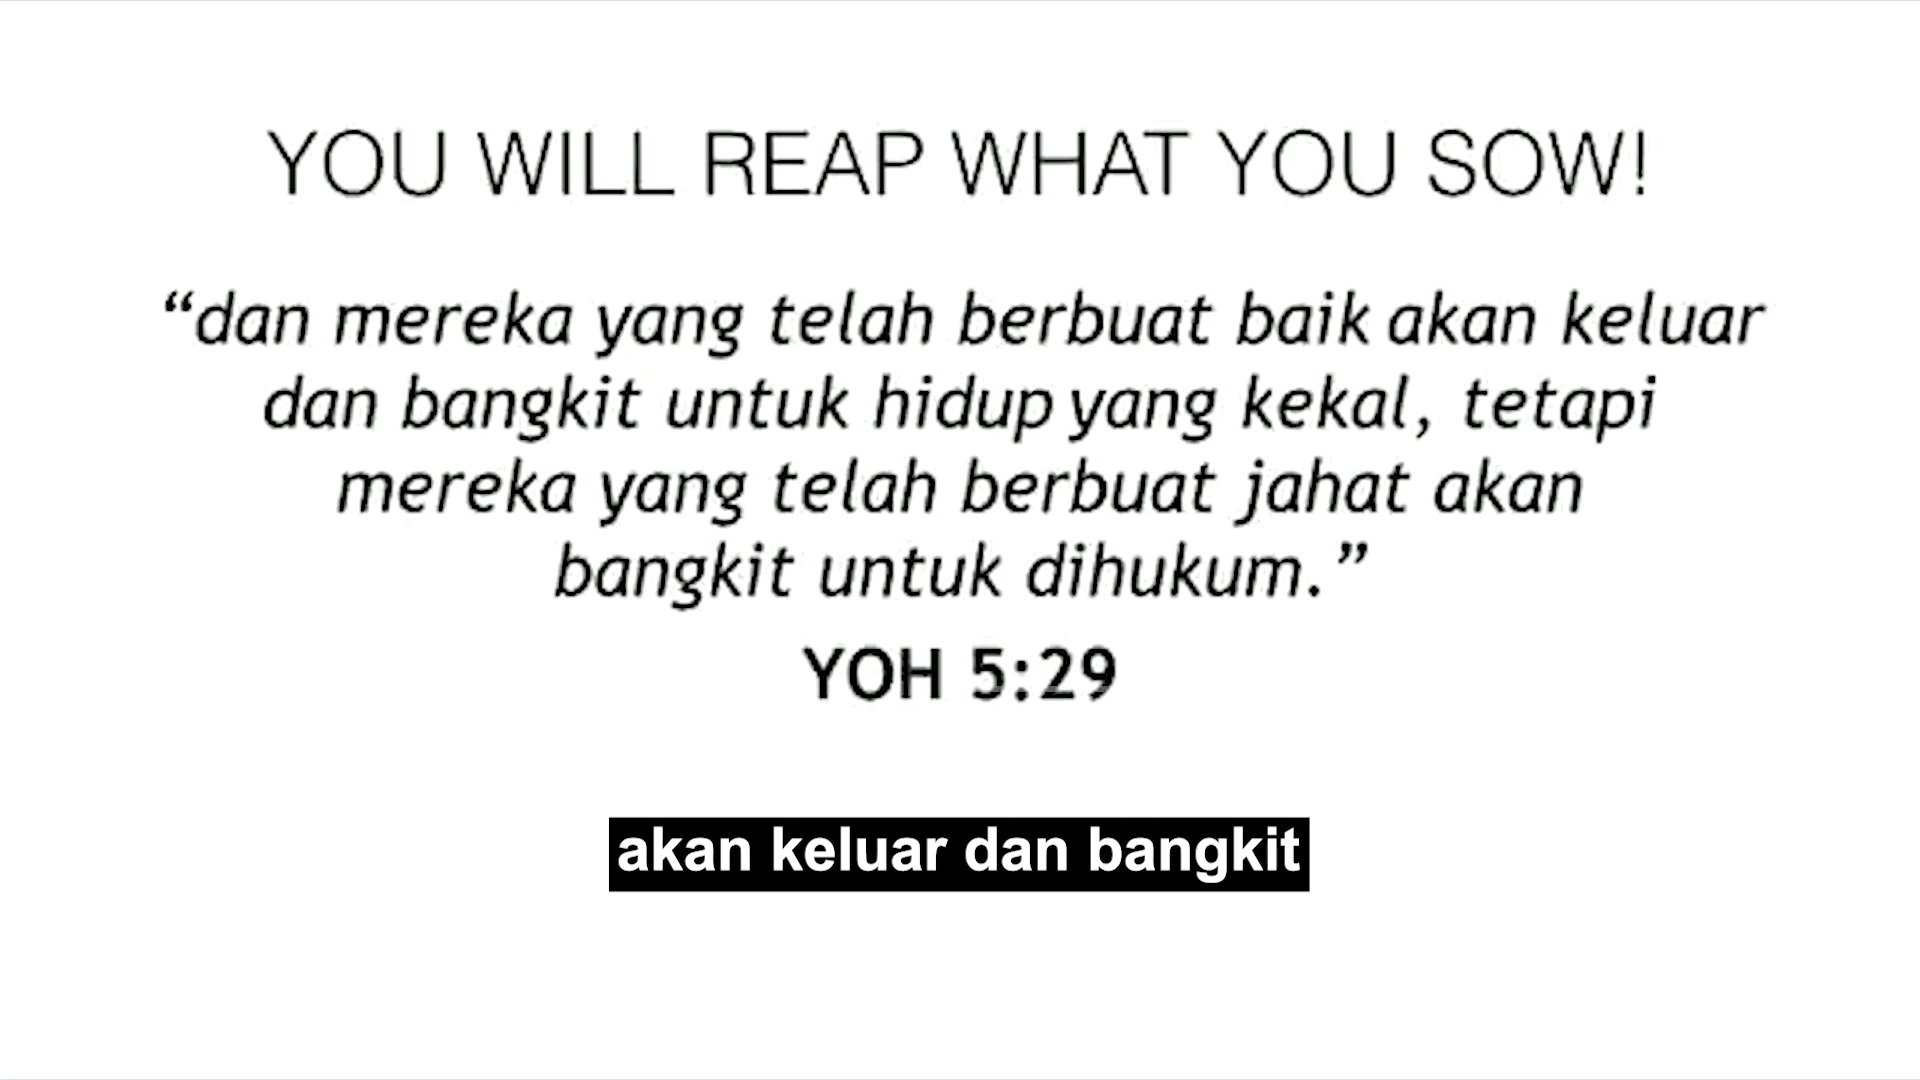 YOU WILL REAP WHAT YOU SOW!
“dan mereka yang telah berbuat baik akan keluar
dan bangkit untuk hidup yang kekal, tetapi
mereka yang telah berbuat jahat akan
bangkit untuk dihukum.”
YOH 5:29
akan keluar dan bangkit